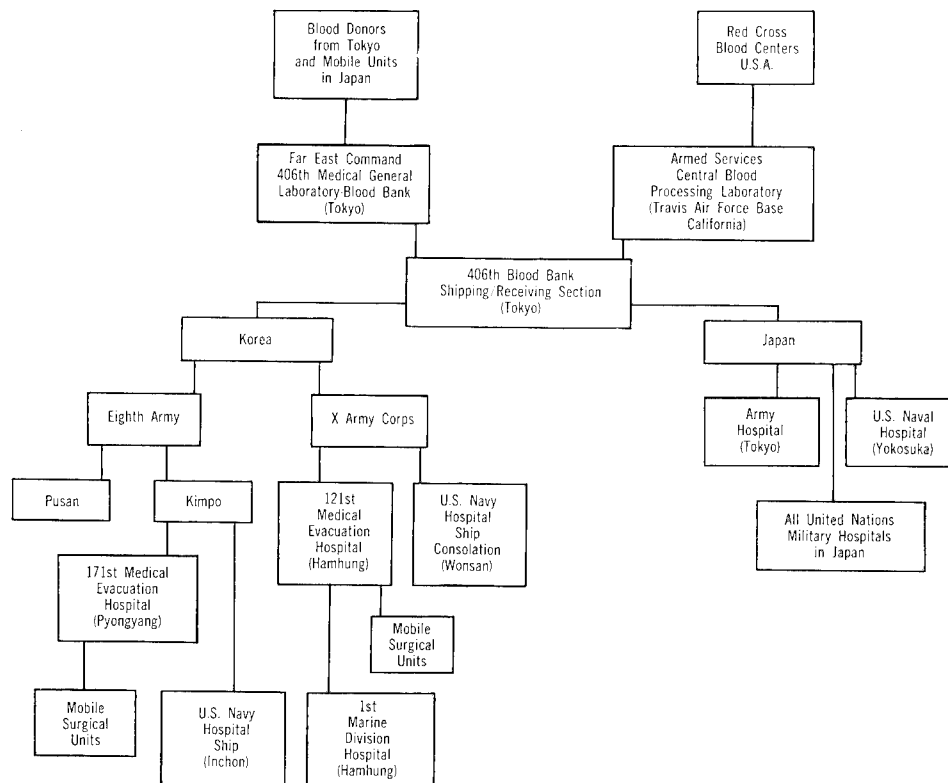 Blood Donors
from Tokyo
and Mobile Units
in Japan
Red Cross
Blood Centers
U.S.A.
Far East Command
406th Medical General
Laboratory-Blood Bank
(Tokyo)
Armed Services
Central Blood
Processing Laboratory
(Travis Air Force Base
California)
406th Blood Bank
Shipping/Receiving Section
(Tokyo)
Korea
Japan
Eighth Army
X Army Corps
Army
Hospital
(Tokyo)
U.S. Naval
Hospital
(Yokosuka)
Pusan
Kimpo
121st
Medical
Evacuation
Hospital
(Hamhung)
U.S. Navy
Hospital
Ship
Consolation
(Wonsan)
All United Nations
Military Hospitals
in Japan
171st Medical
Evacuation
Hospital
(Pyongyang)
Mobile
Surgical
Units
Mobile
Surgical
Units
U.S. Navy
Hospital
Ship
(Inchon)
1st
Marine
Division
Hospital
(Hamhung)